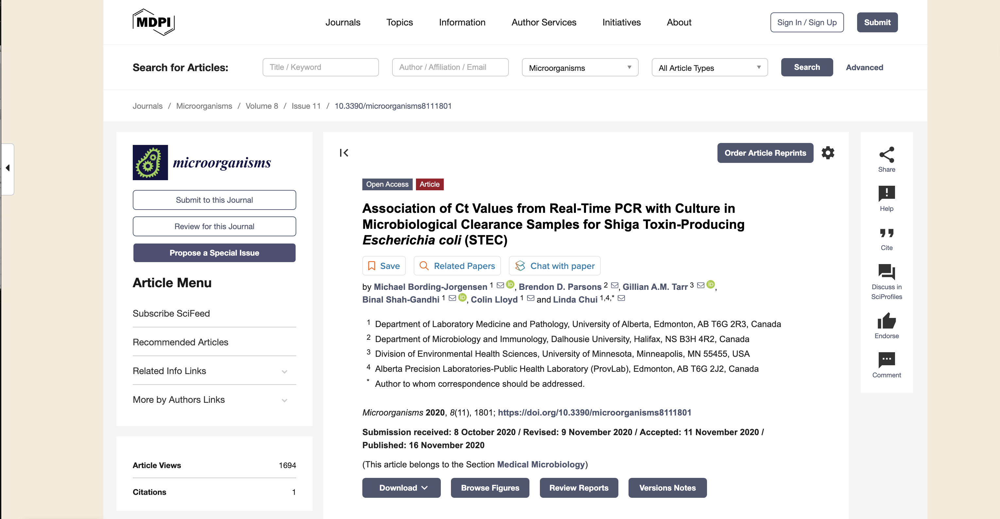 MDPI
Journals Topics Information Author Services Initiatives About Sign In / Sign Up Submit
Search for Articles: Title / Keyword Author / Affiliation / Email Microorganisms All Article Types Search Advanced
Journals / Microorganisms / Volume 8 / Issue 11 / 10.3390/microorganisms8111801
microorganisms
Submit to this Journal
Review for this Journal
Propose a Special Issue
Article Menu
Subscribe SciFeed
Recommended Articles
Related Info Links
More by Authors Links
Article Views 1694
Citations 1
Order Article Reprints
Open Access Article
Association of Ct Values from Real-Time PCR with Culture in
Microbiological Clearance Samples for Shiga Toxin-Producing
Escherichia coli (STEC)
Save Related Papers Chat with paper
by Michael Bording-Jorgensen 1 iD, Brendon D. Parsons 2, Gillian A.M. Tarr 3 iD,
Binal Shah-Gandhi 1 iD, Colin Lloyd 1 and Linda Chui 1,4,*
1 Department of Laboratory Medicine and Pathology, University of Alberta, Edmonton, AB T6G 2R3, Canada
2 Department of Microbiology and Immunology, Dalhousie University, Halifax, NS B3H 4R2, Canada
3 Division of Environmental Health Sciences, University of Minnesota, Minneapolis, MN 55455, USA
4 Alberta Precision Laboratories-Public Health Laboratory (ProvLab), Edmonton, AB T6G 2J2, Canada
* Author to whom correspondence should be addressed.
Microorganisms 2020, 8(11), 1801; https://doi.org/10.3390/microorganisms8111801
Submission received: 8 October 2020 / Revised: 9 November 2020 / Accepted: 11 November 2020 /
Published: 16 November 2020
(This article belongs to the Section Medical Microbiology)
Download Browse Figures Review Reports Versions Notes
Share
Help
Cite
Discuss in
SciProfiles
Endorse
Comment